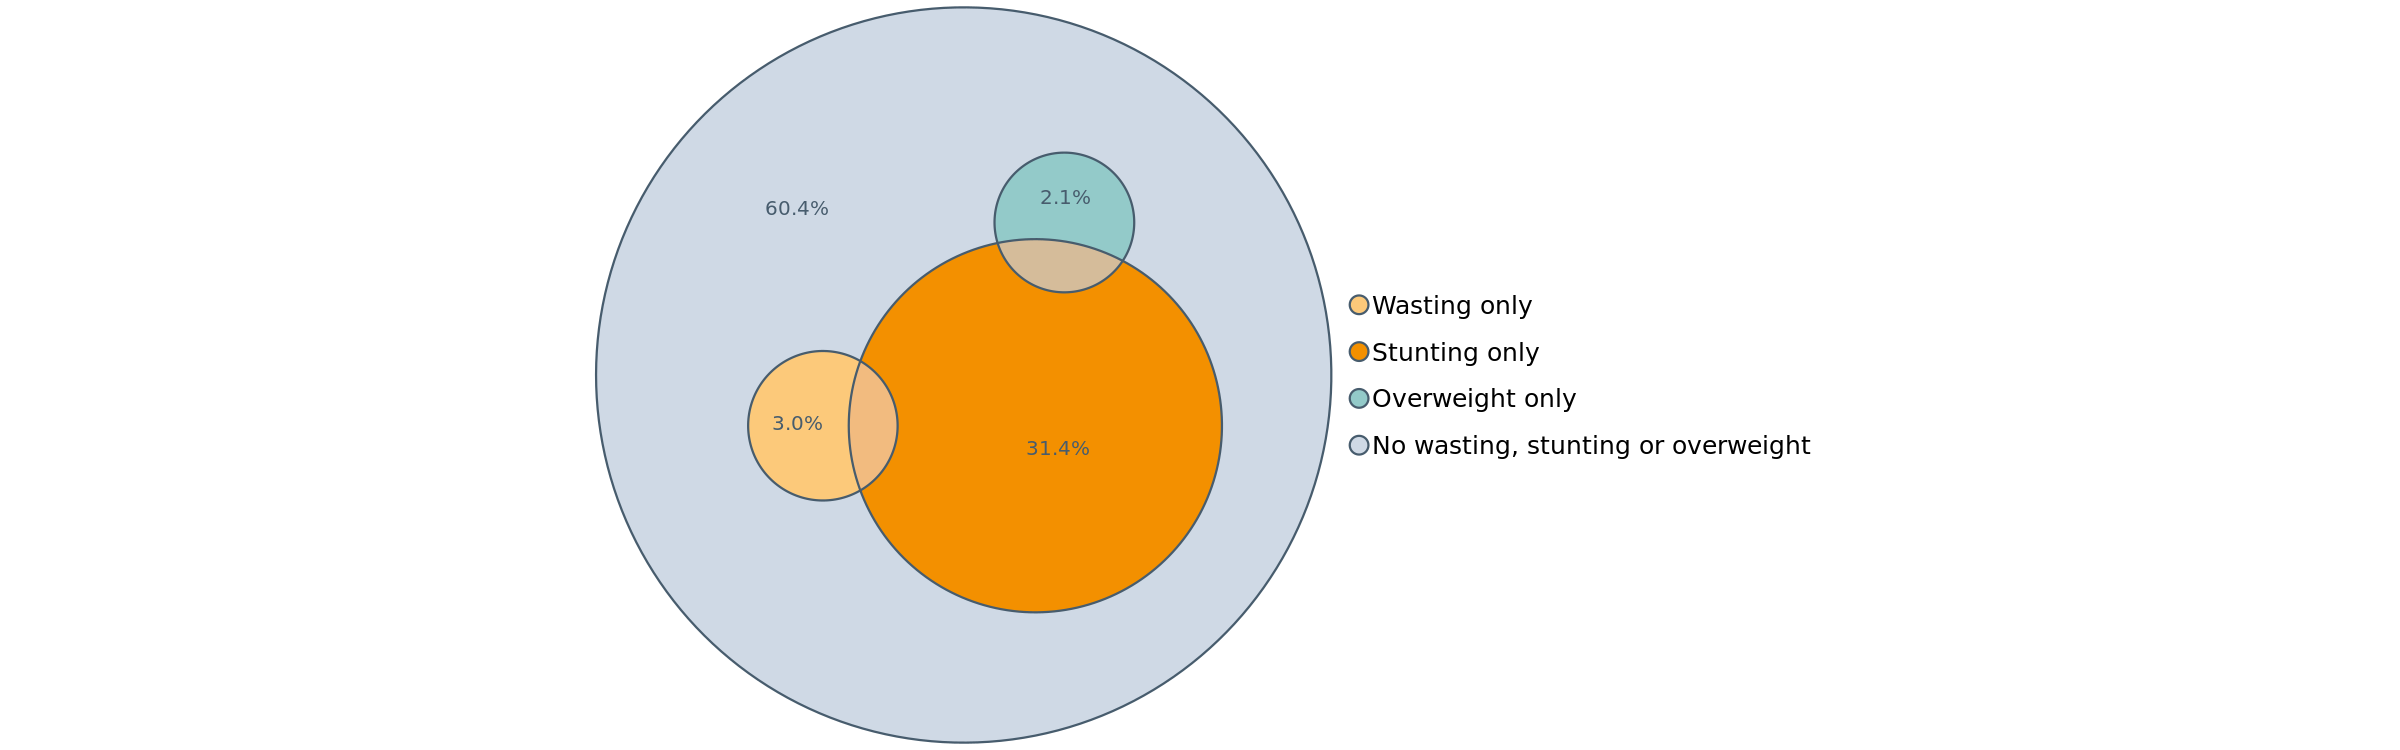 60.4%
2.1%
3.0%
31.4%
Wasting only
Stunting only
Overweight only
No wasting, stunting or overweight